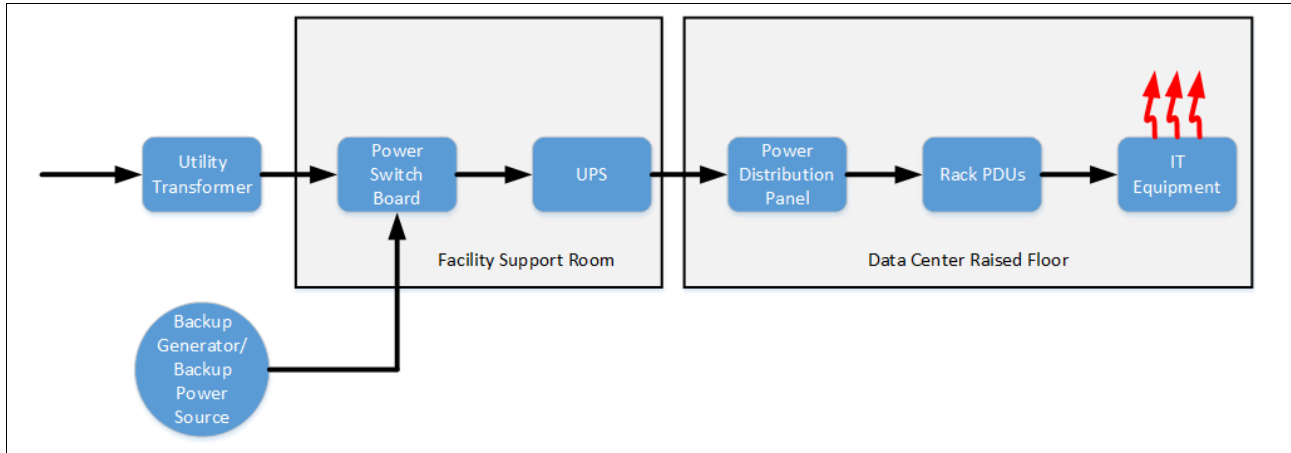 Utility
Transformer
Power
Switch
Board
UPS
Facility Support Room
Power
Distribution
Panel
Rack PDUs
IT
Equipment
Data Center Raised Floor
Backup
Generator/
Backup
Power
Source